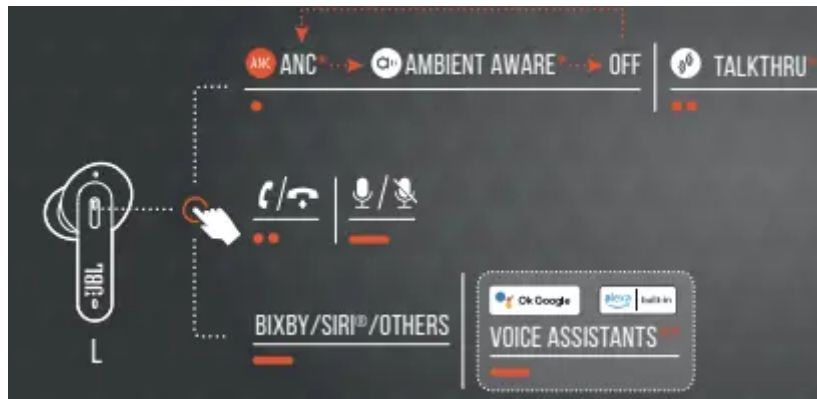 ANC ANC* AMBIENT AWARE* OFF
TALKTHRU*
JBL
L
BIXBY/SIRI®/OTHERS
Ok Google
alexa built-in
VOICE ASSISTANTS**